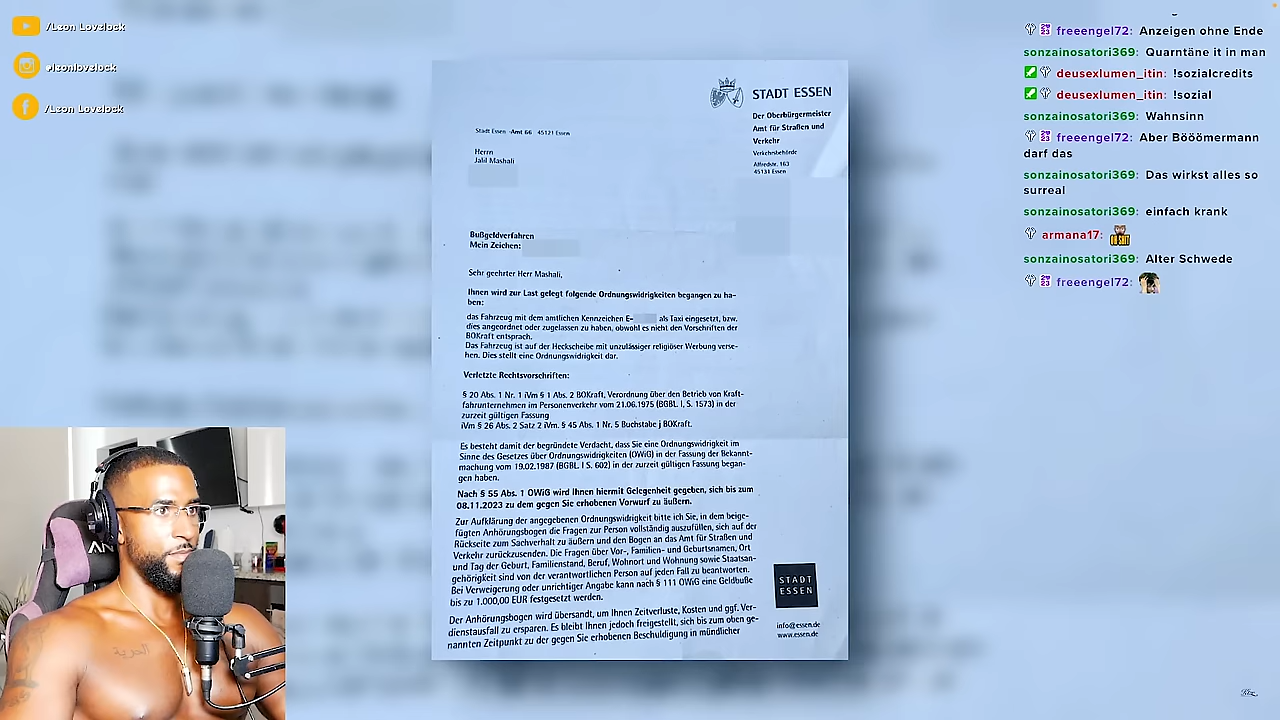 /Leon Lovelock
@leonlovelock
/Leon Lovelock
STADT ESSEN
Der Oberbürgermeister
Amt für Straßen und
Verkehr
Verkehrsbehörde
Alfredstr. 163
45131 Essen
Stadt Essen · Amt 66 · 45121 Essen
Herrn
Jalil Mashali
Bußgeldverfahren
Mein Zeichen:
Sehr geehrter Herr Mashali,
Ihnen wird zur Last gelegt folgende Ordnungswidrigkeiten begangen zu ha-
ben:
das Fahrzeug mit dem amtlichen Kennzeichen E- als Taxi eingesetzt, bzw.
dies angeordnet oder zugelassen zu haben, obwohl es nicht den Vorschriften der
BOKraft entsprach.
Das Fahrzeug ist auf der Heckscheibe mit unzulässiger religiöser Werbung verse-
hen. Dies stellt eine Ordnungswidrigkeit dar.
Verletzte Rechtsvorschriften:
§ 20 Abs. 1 Nr. 1 iVm § 1 Abs. 2 BOKraft, Verordnung über den Betrieb von Kraft-
fahrunternehmen im Personenverkehr vom 21.06.1975 (BGBL. I, S. 1573) in der
zurzeit gültigen Fassung
iVm § 26 Abs. 2 Satz 2 iVm. § 45 Abs. 1 Nr. 5 Buchstabe j BOKraft.
Es besteht damit der begründete Verdacht, dass Sie eine Ordnungswidrigkeit im
Sinne des Gesetzes über Ordnungswidrigkeiten (OWiG) in der Fassung der Bekannt-
machung vom 19.02.1987 (BGBL. I S. 602) in der zurzeit gültigen Fassung began-
gen haben.
Nach § 55 Abs. 1 OWiG wird Ihnen hiermit Gelegenheit gegeben, sich bis zum
08.11.2023 zu dem gegen Sie erhobenen Vorwurf zu äußern.
Zur Aufklärung der angegebenen Ordnungswidrigkeit bitte ich Sie, in dem beige-
fügten Anhörungsbogen die Fragen zur Person vollständig auszufüllen, sich auf der
Rückseite zum Sachverhalt zu äußern und den Bogen an das Amt für Straßen und
Verkehr zurückzusenden. Die Fragen über Vor-, Familien- und Geburtsnamen, Ort
und Tag der Geburt, Familienstand, Beruf, Wohnort und Wohnung sowie Staatsan-
gehörigkeit sind von der verantwortlichen Person auf jeden Fall zu beantworten.
Bei Verweigerung oder unrichtiger Angabe kann nach § 111 OWiG eine Geldbuße
bis zu 1.000,00 EUR festgesetzt werden.
Der Anhörungsbogen wird übersandt, um Ihnen Zeitverluste, Kosten und ggf. Ver-
dienstausfall zu ersparen. Es bleibt Ihnen jedoch freigestellt, sich bis zum oben ge-
nannten Zeitpunkt zu der gegen Sie erhobenen Beschuldigung in mündlicher
STADT
ESSEN
info@essen.de
www.essen.de
freeengel72: Anzeigen ohne Ende
sonzainosatori369: Quarntäne it in man
deusexlumen_itin: !sozialcredits
deusexlumen_itin: !sozial
sonzainosatori369: Wahnsinn
freeengel72: Aber Bööömermann
darf das
sonzainosatori369: Das wirkst alles so
surreal
sonzainosatori369: einfach krank
armana17:
sonzainosatori369: Alter Schwede
freeengel72:
AN
الحرية